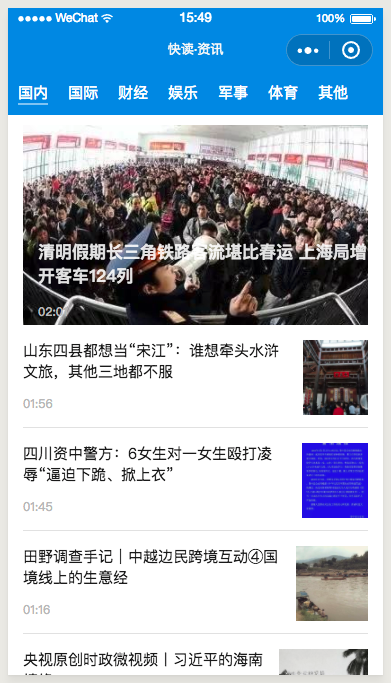 WeChat
15:49
100%
快读-资讯
国内 国际 财经 娱乐 军事 体育 其他
清明假期长三角铁路客流堪比春运 上海局增
开客车124列
02:0
山东四县都想当“宋江”：谁想牵头水浒
文旅，其他三地都不服
01:56
四川资中警方：6女生对一女生殴打凌
辱“逼迫下跪、掀上衣”
01:45
田野调查手记｜中越边民跨境互动④国
境线上的生意经
01:16
央视原创时政微视频丨习近平的海南